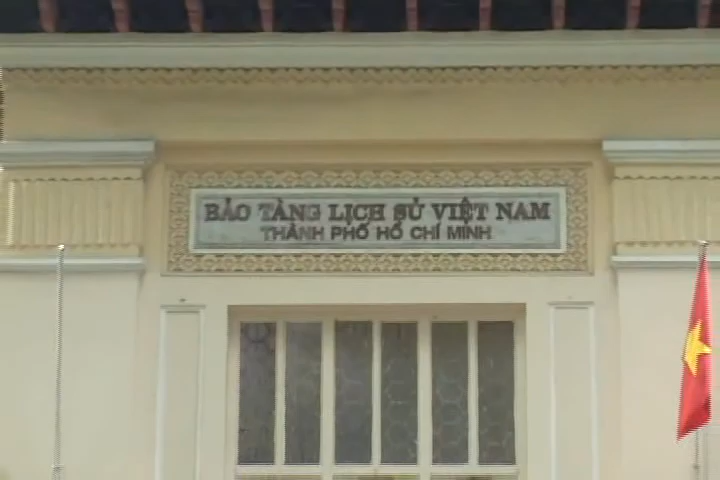 BẢO TÀNG LỊCH SỬ VIỆT NAM
THÀNH PHỐ HỒ CHÍ MINH